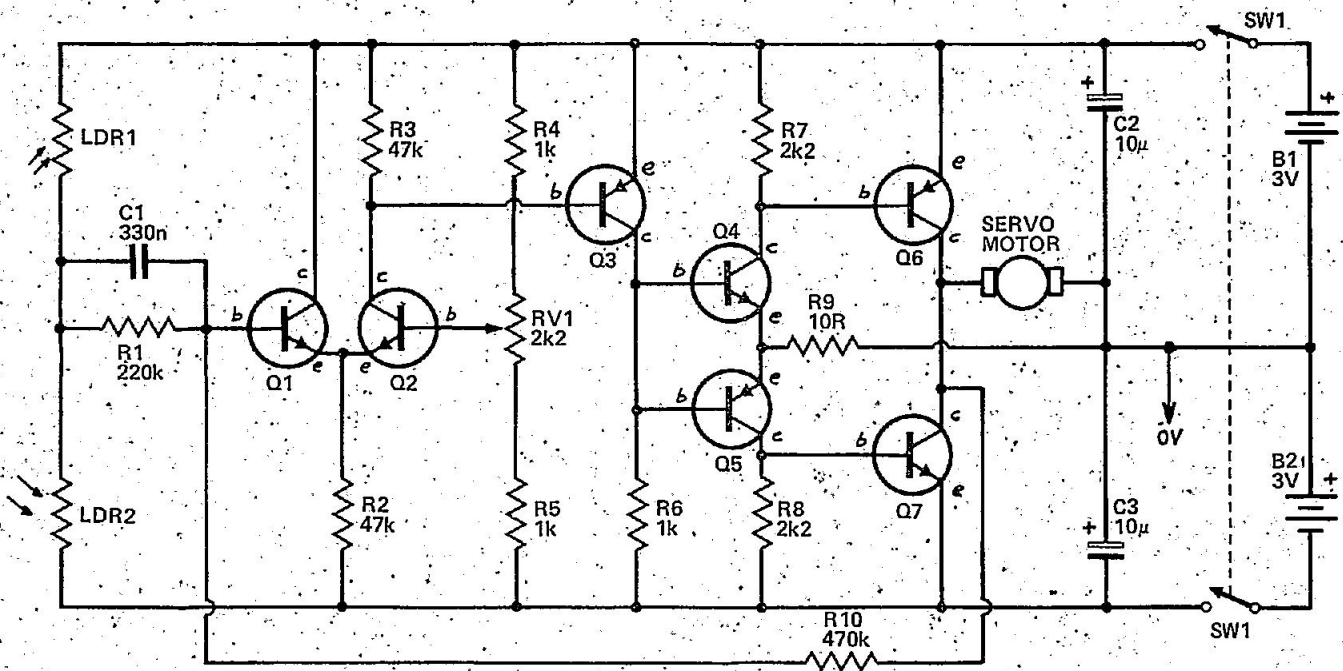 SW1
LDR1
R3
47k
R4
1k
R7
2k2
+
C2
10μ
+
B1
3V
C1
330n
b
e
c
Q3
b
e
c
Q6
SERVO
MOTOR
Q4
b
c
e
R1
220k
b
c
e
Q1
c
b
e
Q2
RV1
2k2
R9
10R
0V
b
e
c
Q5
b
c
e
Q7
LDR2
R2
47k
R5
1k
R6
1k
R8
2k2
+
C3
10μ
B2
3V
+
R10
470k
SW1